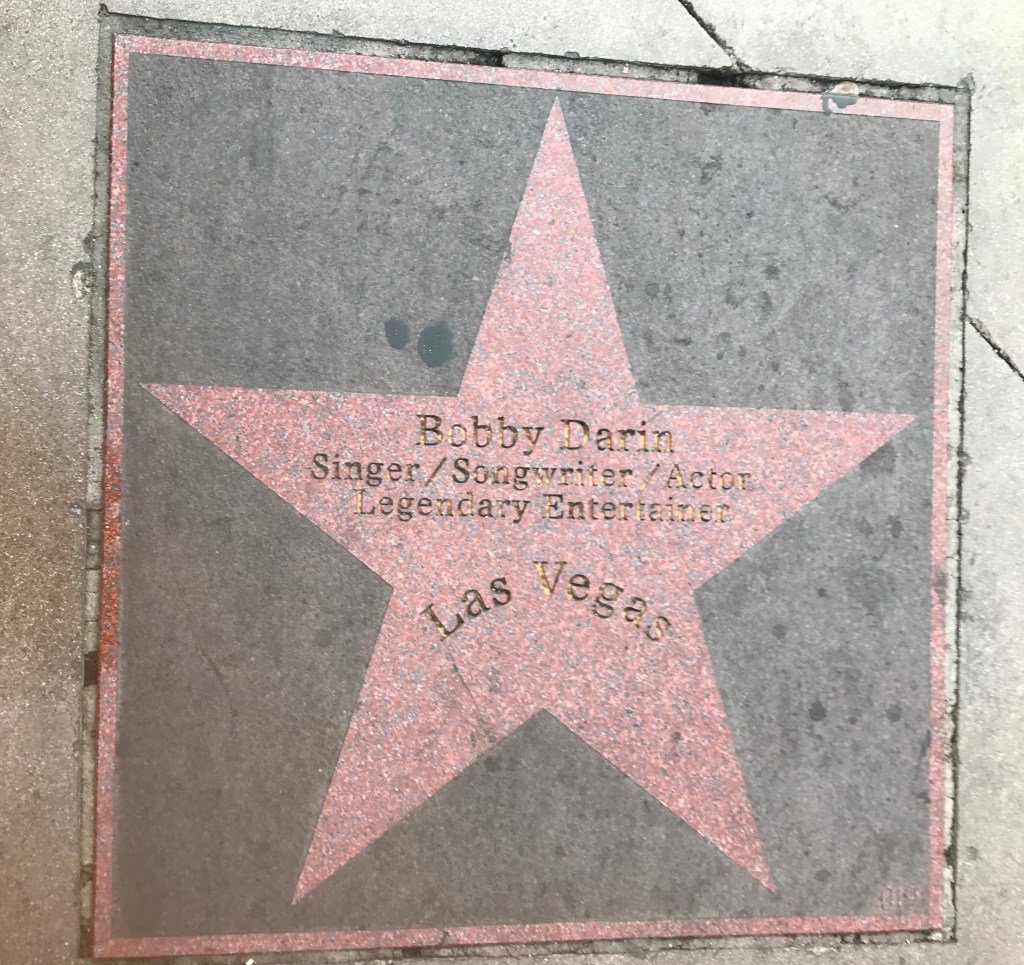 Bobby Darin
Singer/Songwriter/Actor
Legendary Entertainer
Las Vegas